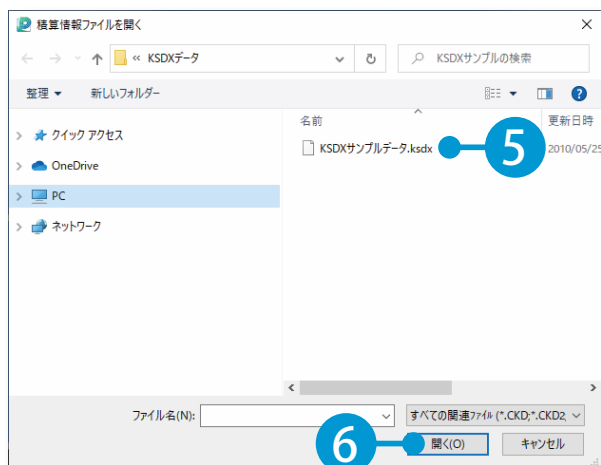 積算情報ファイルを開く
« KSDXデータ
KSDXサンプルの検索
整理 新しいフォルダー
名前 更新日時
クイック アクセス
KSDXサンプルデータ.ksdx 5 2010/05/25
OneDrive
PC
ネットワーク
ファイル名(N): すべての関連ファイル (*.CKD;*.CKD2;
6 開く(O) キャンセル